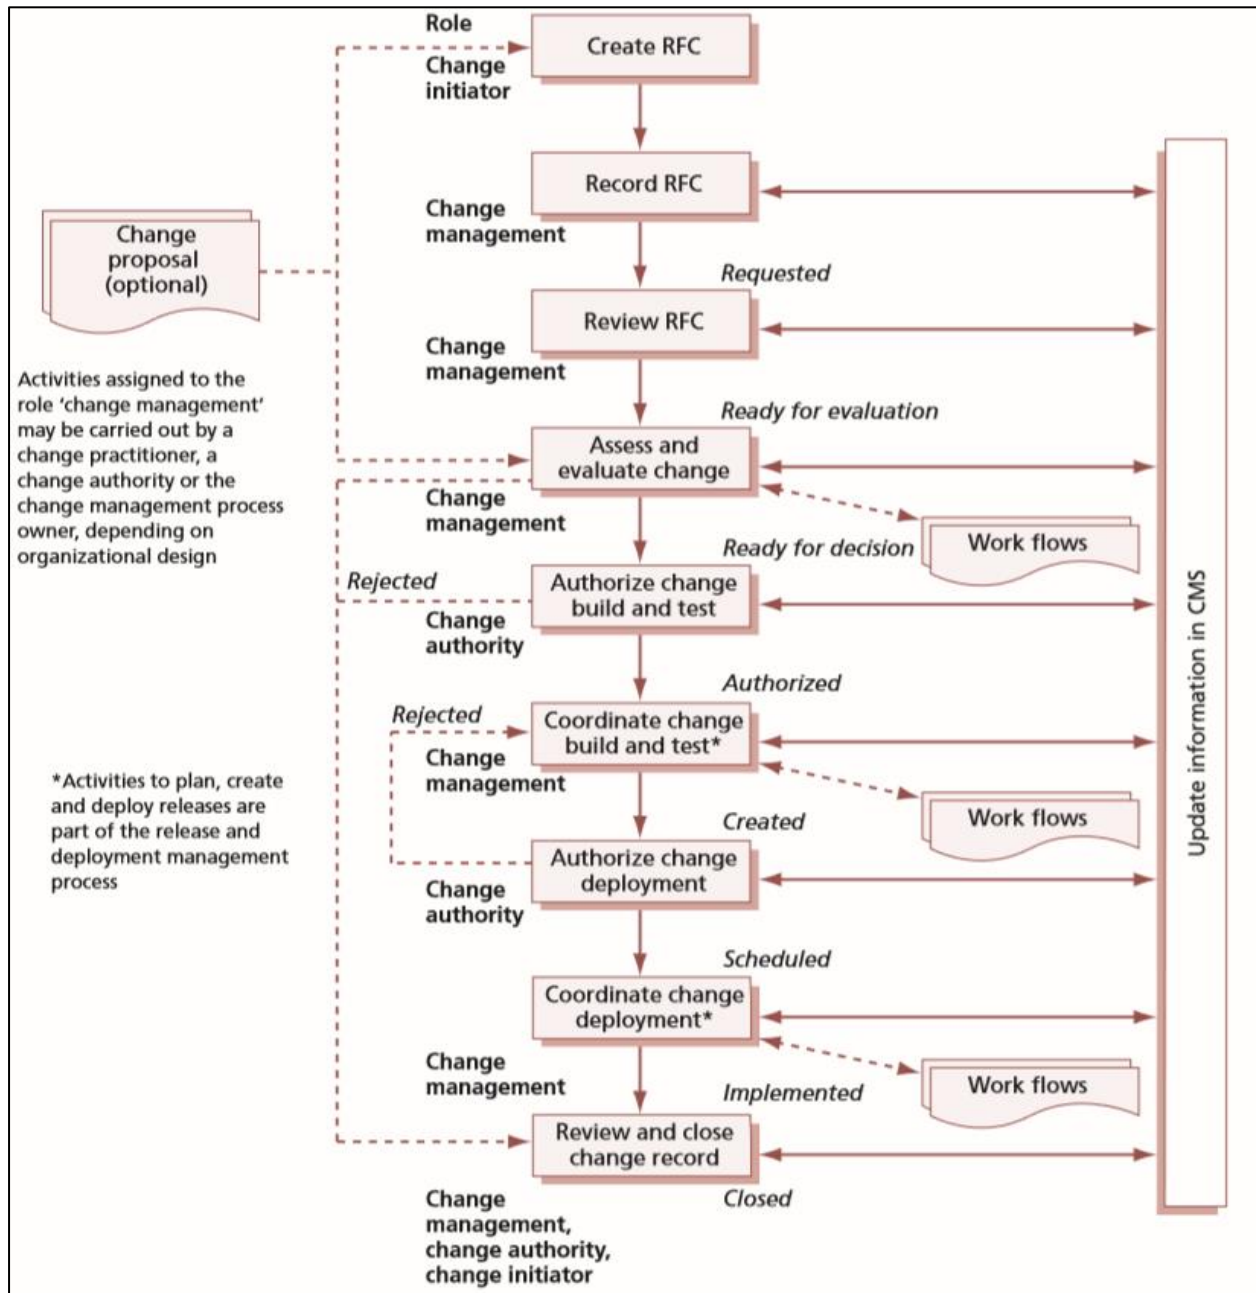 Role
Create RFC
Change
initiator
Record RFC
Change
management
Change
proposal
(optional)
Requested
Review RFC
Change
management
Activities assigned to the
role ‘change management’
may be carried out by a
change practitioner, a
change authority or the
change management process
owner, depending on
organizational design
Ready for evaluation
Assess and
evaluate change
Change
management
Work flows
Ready for decision
Rejected
Authorize change
build and test
Change
authority
Update information in CMS
Authorized
Rejected
Coordinate change
build and test*
Change
management
*Activities to plan, create
and deploy releases are
part of the release and
deployment management
process
Work flows
Created
Authorize change
deployment
Change
authority
Scheduled
Coordinate change
deployment*
Change
management
Work flows
Implemented
Review and close
change record
Closed
Change
management,
change authority,
change initiator